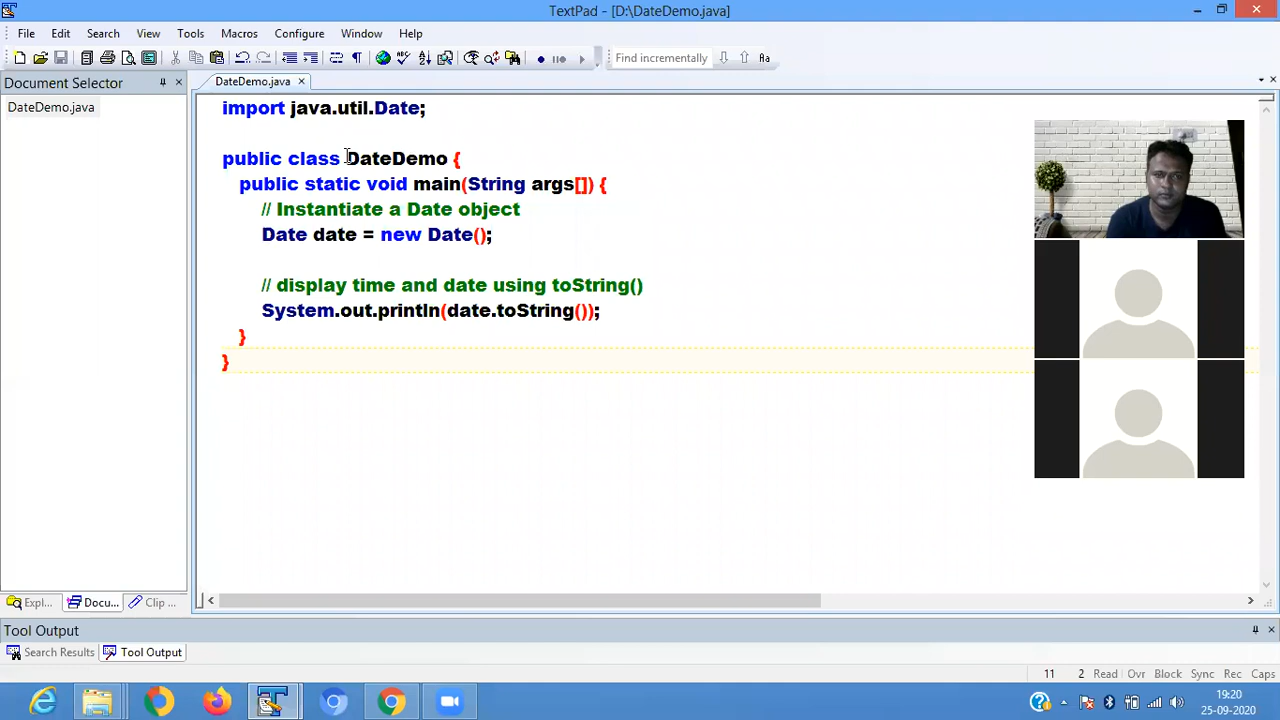 TextPad - [D:\DateDemo.java]
File Edit Search View Tools Macros Configure Window Help
Find incrementally
Document Selector
DateDemo.java
DateDemo.java
import java.util.Date;
public class DateDemo {
public static void main(String args[]) {
// Instantiate a Date object
Date date = new Date();
// display time and date using toString()
System.out.println(date.toString());
}
}
Expl... Docu... Clip ...
Tool Output
Search Results Tool Output
11 2 Read Ovr Block Sync Rec Caps
19:20
25-09-2020